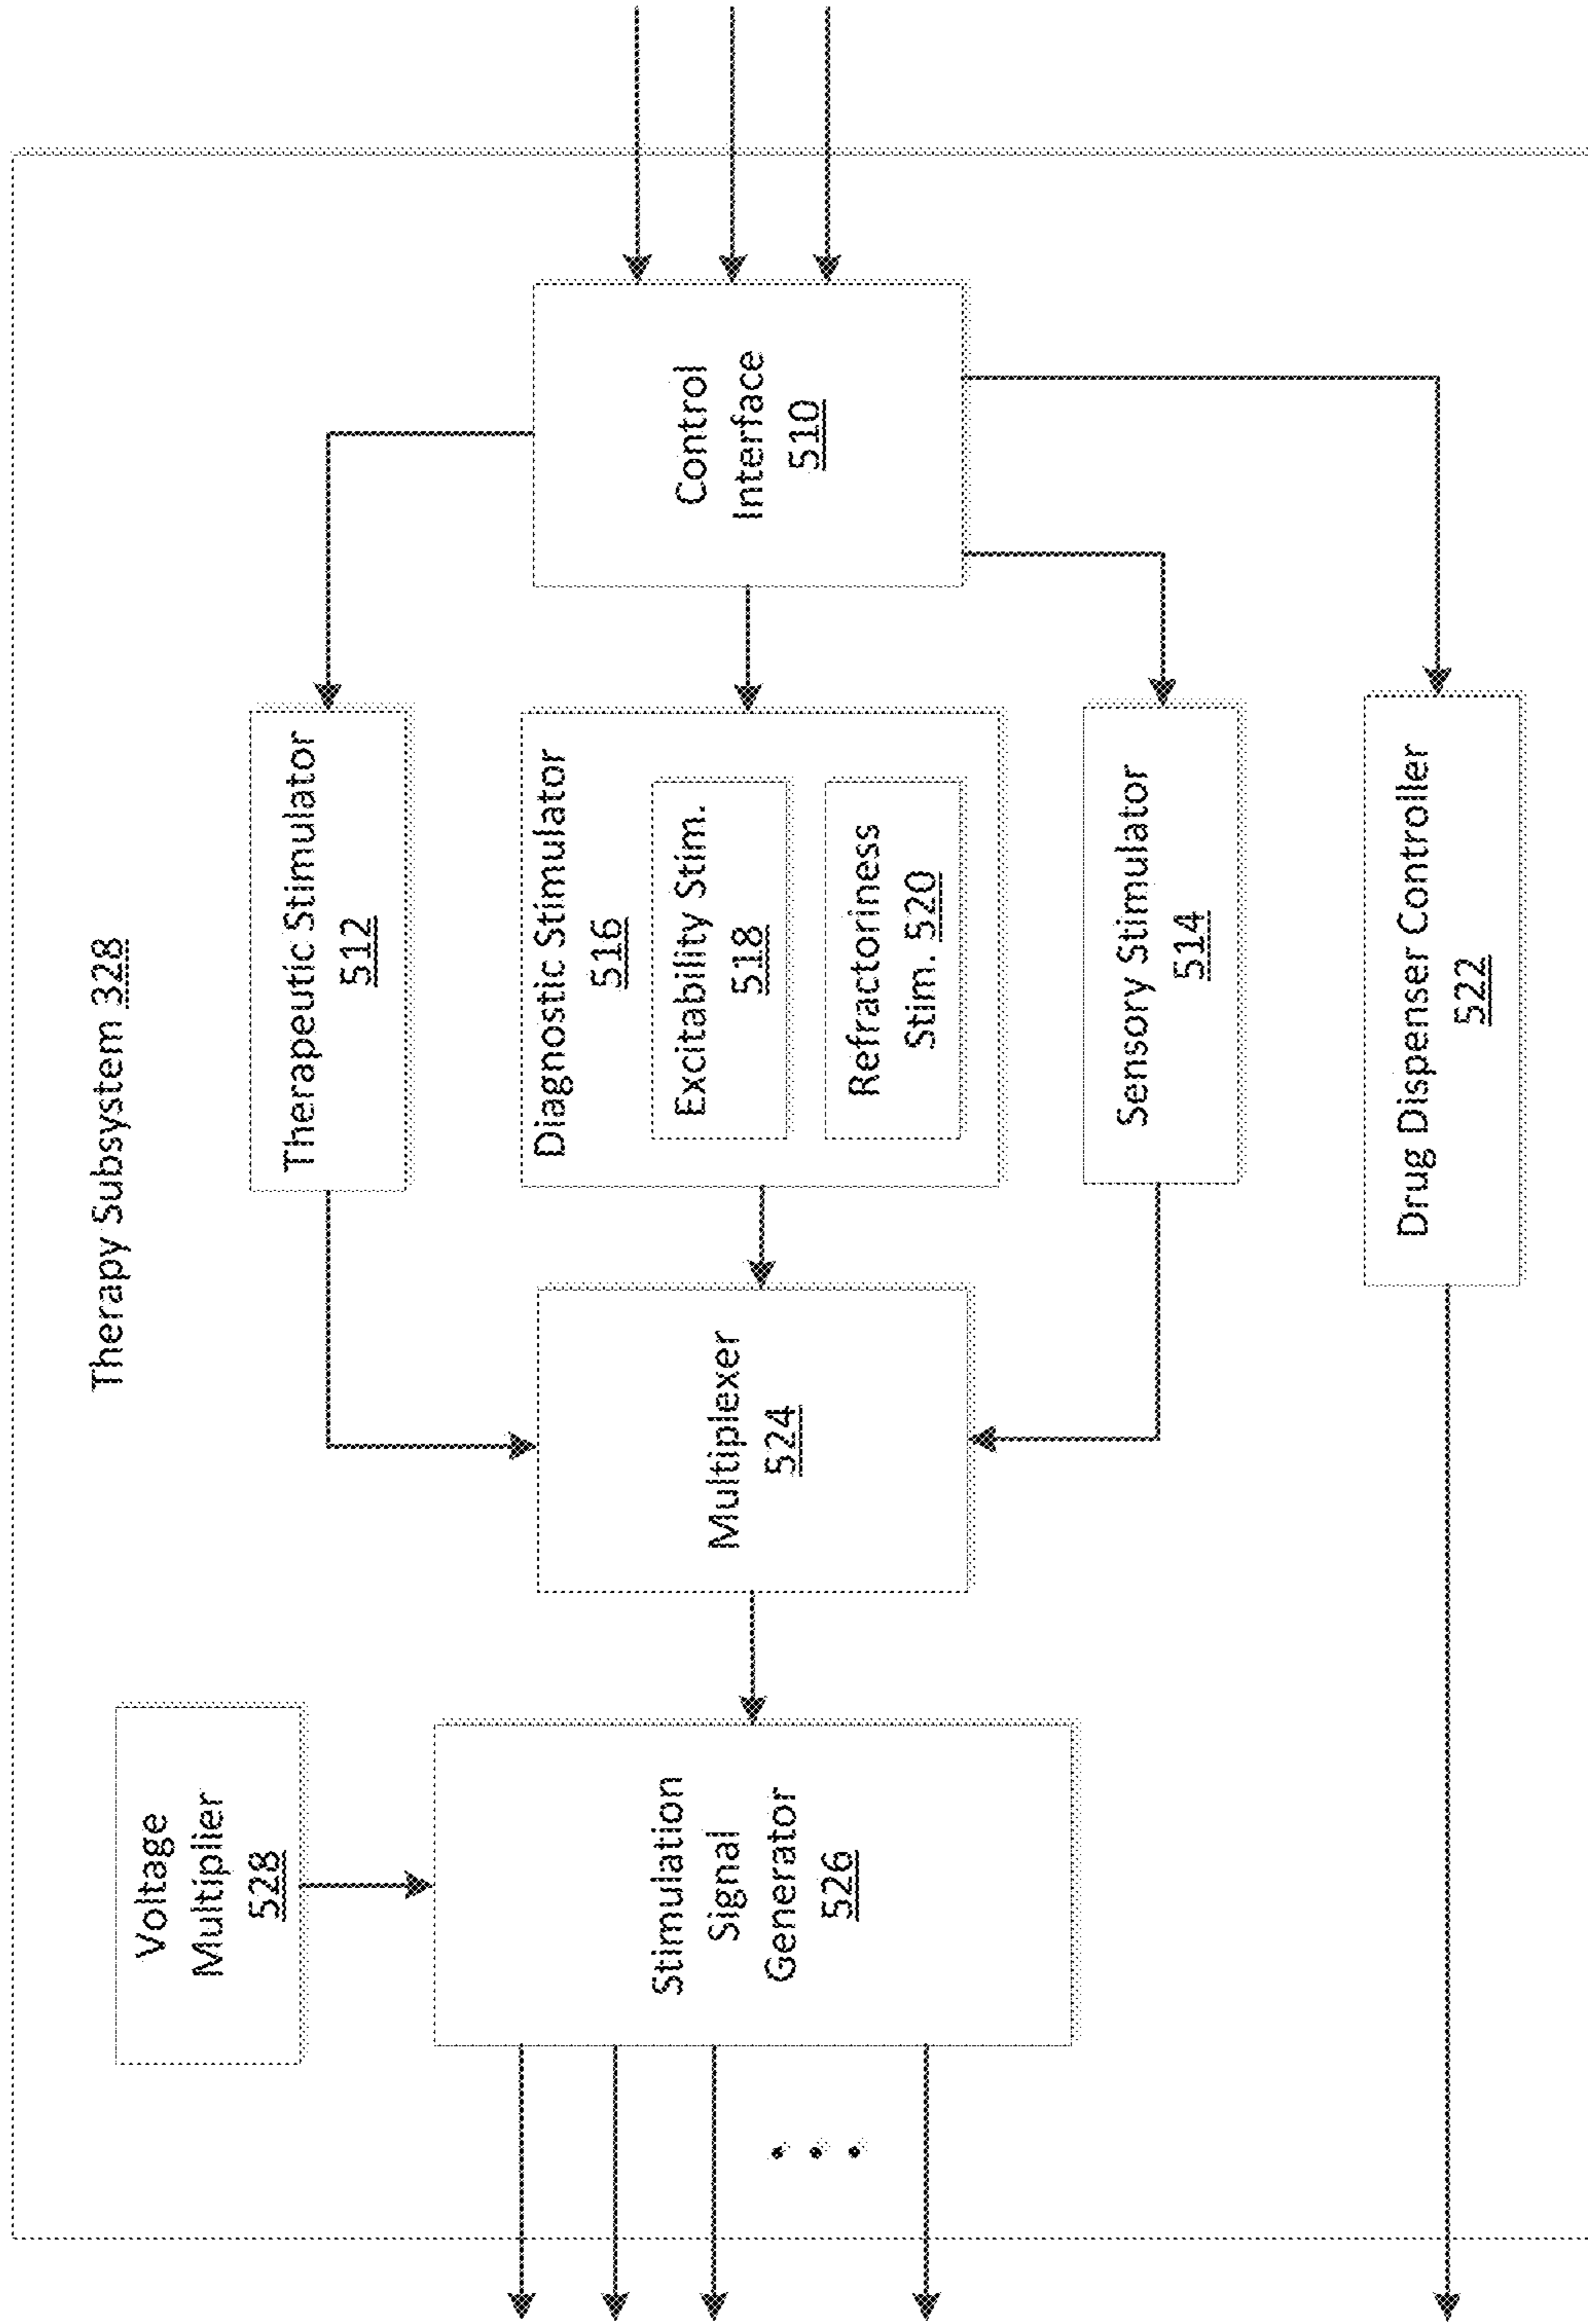 Therapy Subsystem 328
Voltage
Multiplier
528
Stimulation
Signal
Generator
526
Multiplexer
524
Therapeutic Stimulator
512
Diagnostic Stimulator
516
Excitability Stim.
518
Refractoriness
Stim. 520
Sensory Stimulator
514
Drug Dispenser Controller
522
Control
Interface
510